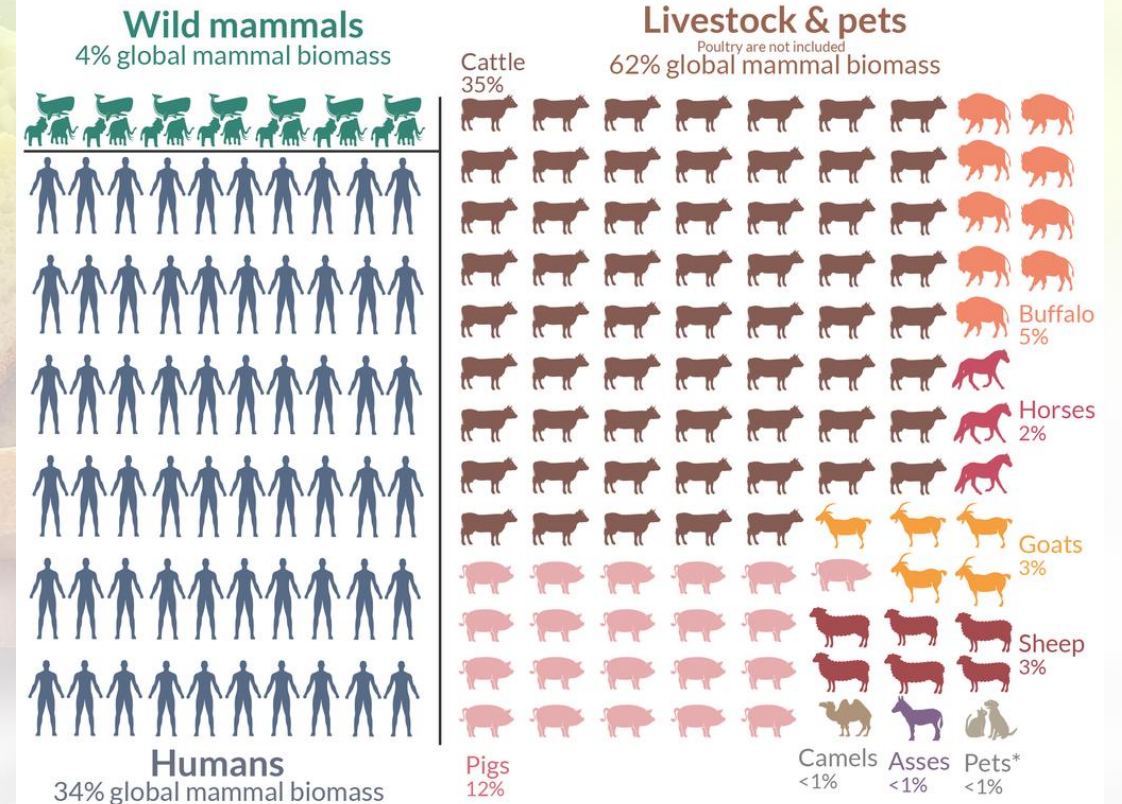 Wild mammals
4% global mammal biomass
Livestock & pets
Poultry are not included
62% global mammal biomass
Cattle
35%
Buffalo
5%
Horses
2%
Goats
3%
Sheep
3%
Camels
<1%
Asses
<1%
Pets*
<1%
Pigs
12%
Humans
34% global mammal biomass